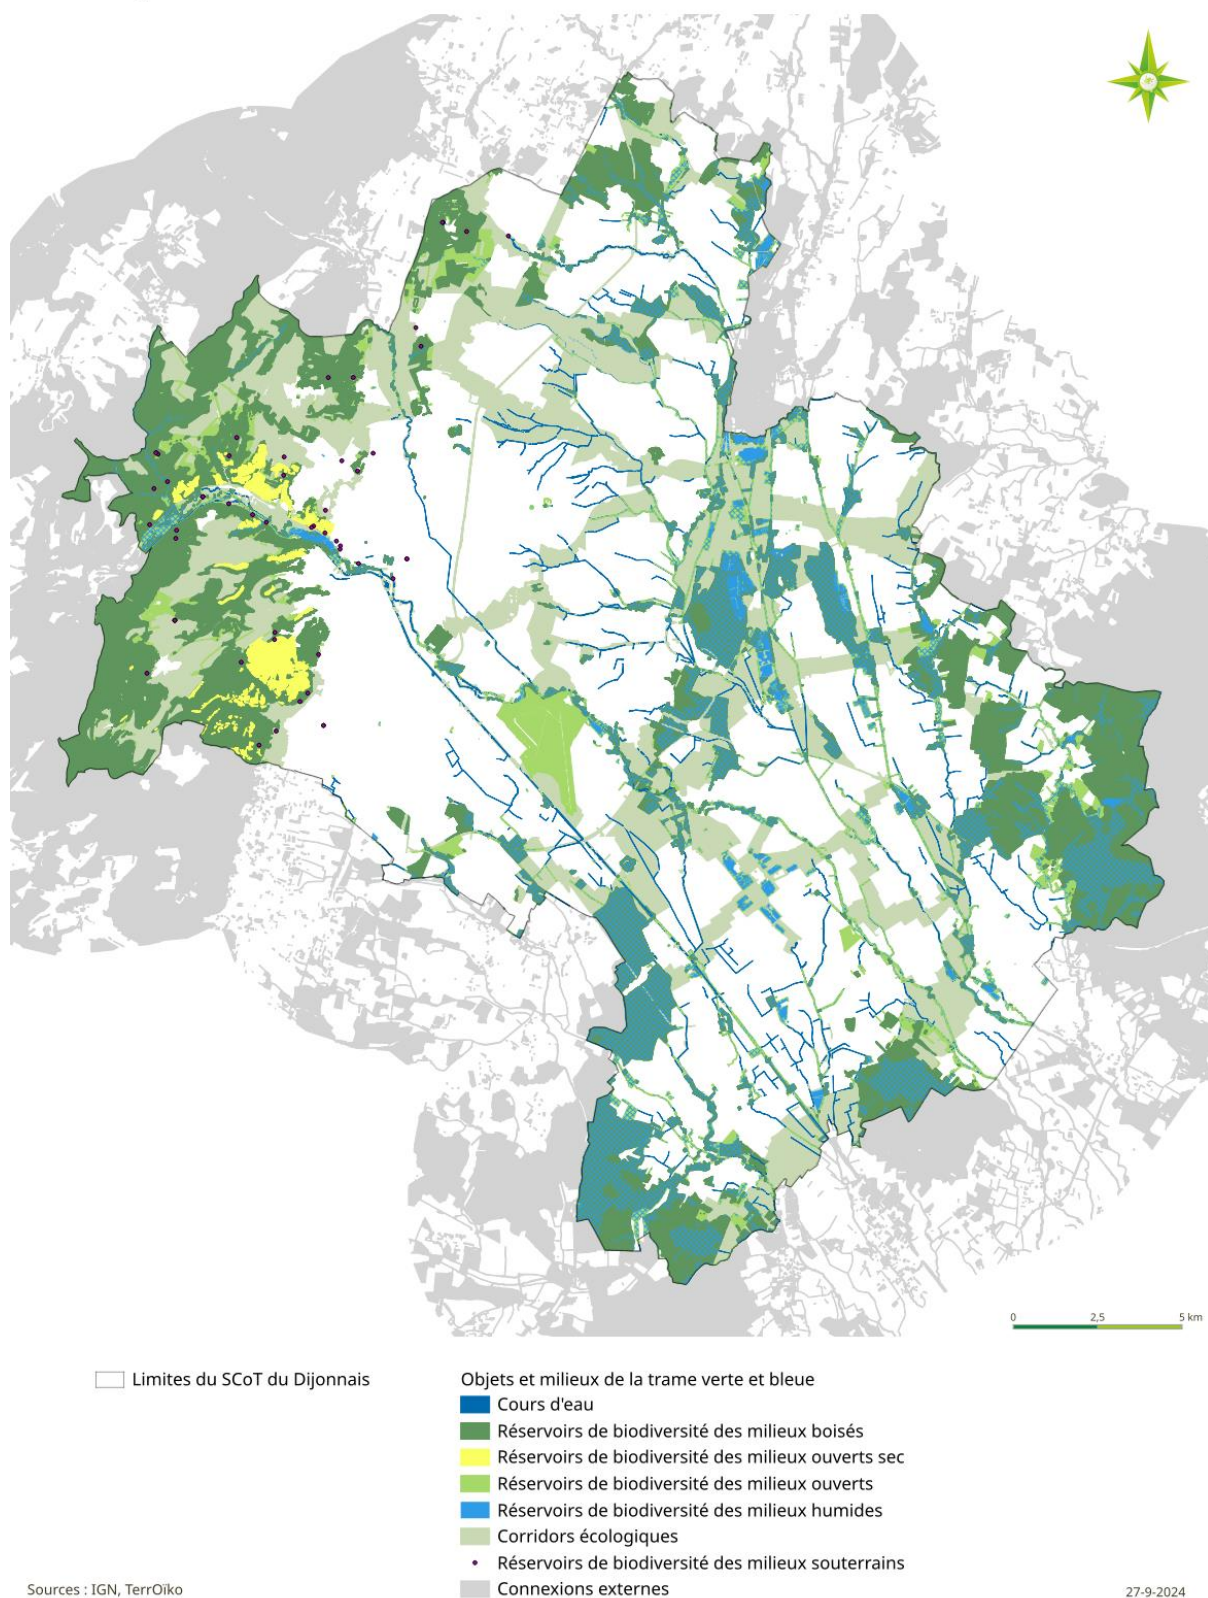 0 2,5 5 km
Limites du SCoT du Dijonnais
Objets et milieux de la trame verte et bleue
Cours d'eau
Réservoirs de biodiversité des milieux boisés
Réservoirs de biodiversité des milieux ouverts sec
Réservoirs de biodiversité des milieux ouverts
Réservoirs de biodiversité des milieux humides
Corridors écologiques
Réservoirs de biodiversité des milieux souterrains
Connexions externes
Sources : IGN, TerrOïko
27-9-2024